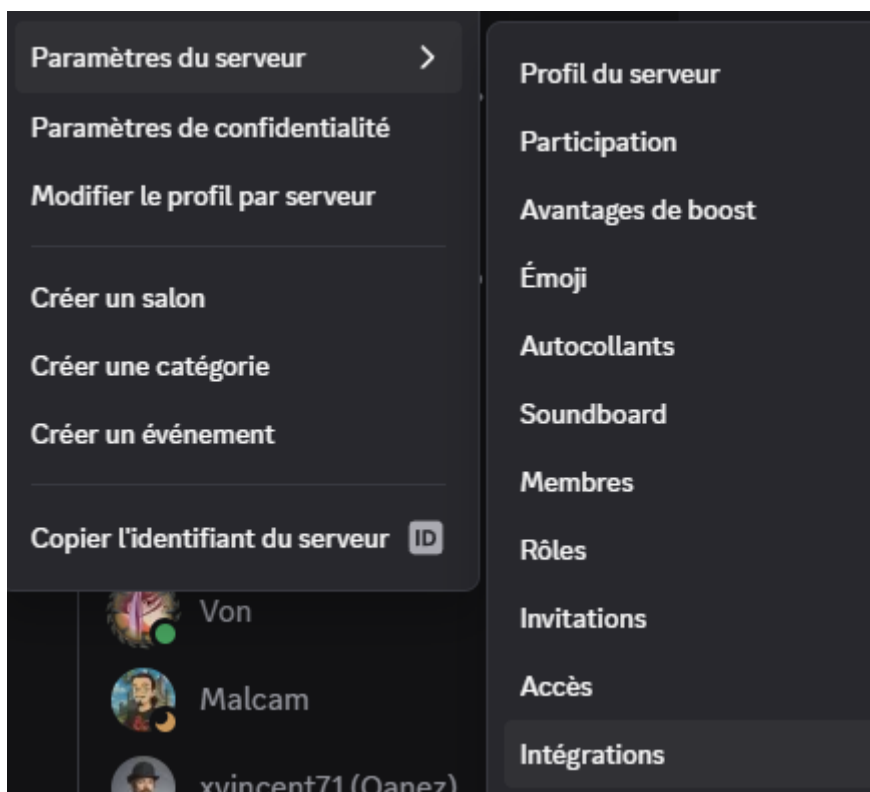 Paramètres du serveur
Paramètres de confidentialité
Modifier le profil par serveur
Créer un salon
Créer une catégorie
Créer un événement
Copier l'identifiant du serveur ID
Von
Malcam
xvincent71 (Oanez)
Profil du serveur
Participation
Avantages de boost
Émoji
Autocollants
Soundboard
Membres
Rôles
Invitations
Accès
Intégrations